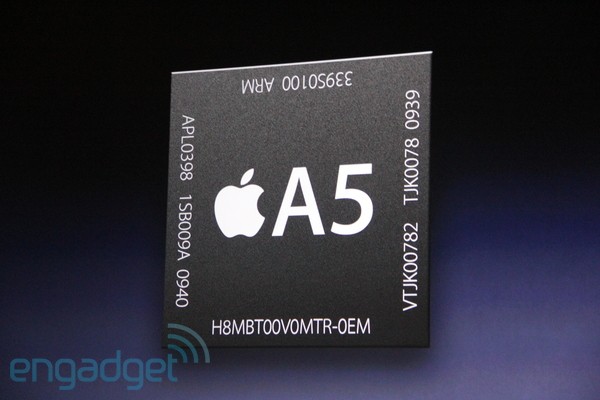 339S0100 ARM
APL0398 1SB009A 0940
A5
VTJK00782 TJK0078 0939
H8MBT00V0MTR-0EM
engadget